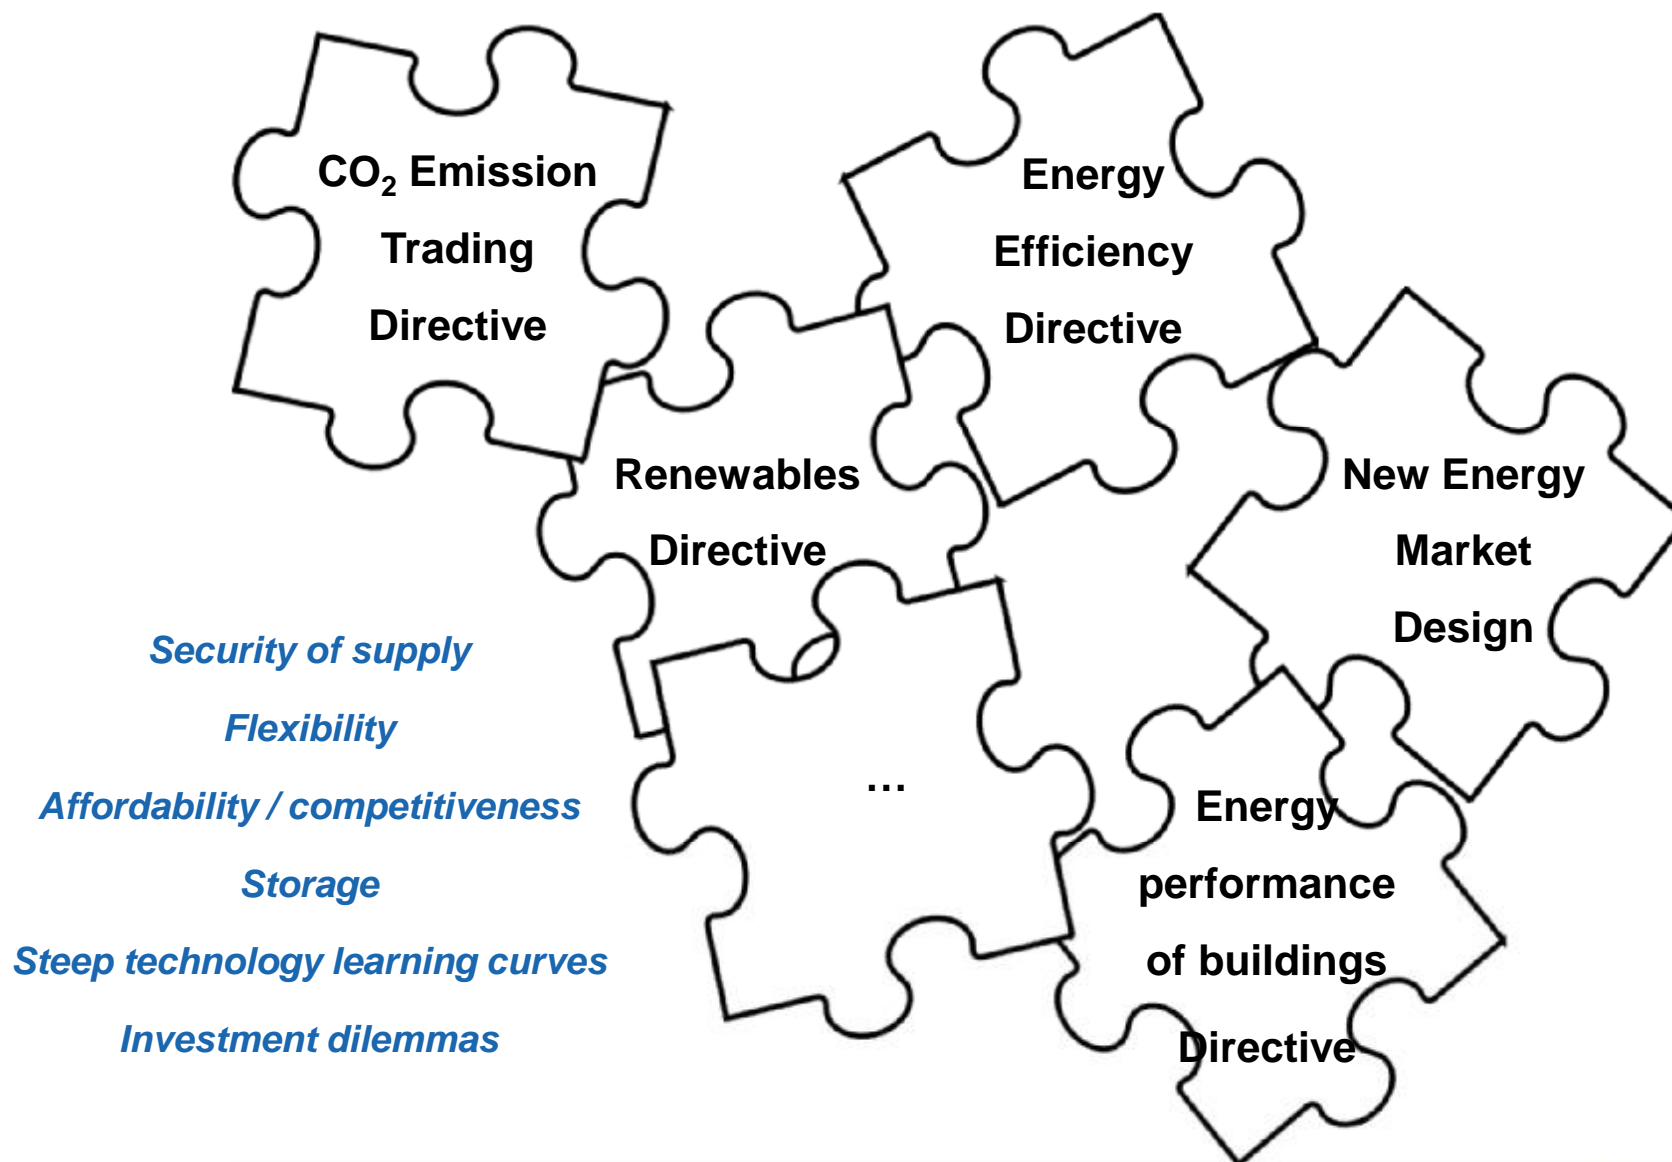 CO₂ Emission
Trading
Directive
Energy
Efficiency
Directive
Renewables
Directive
New Energy
Market
Design
...
Energy
performance
of buildings
Directive
Security of supply
Flexibility
Affordability / competitiveness
Storage
Steep technology learning curves
Investment dilemmas